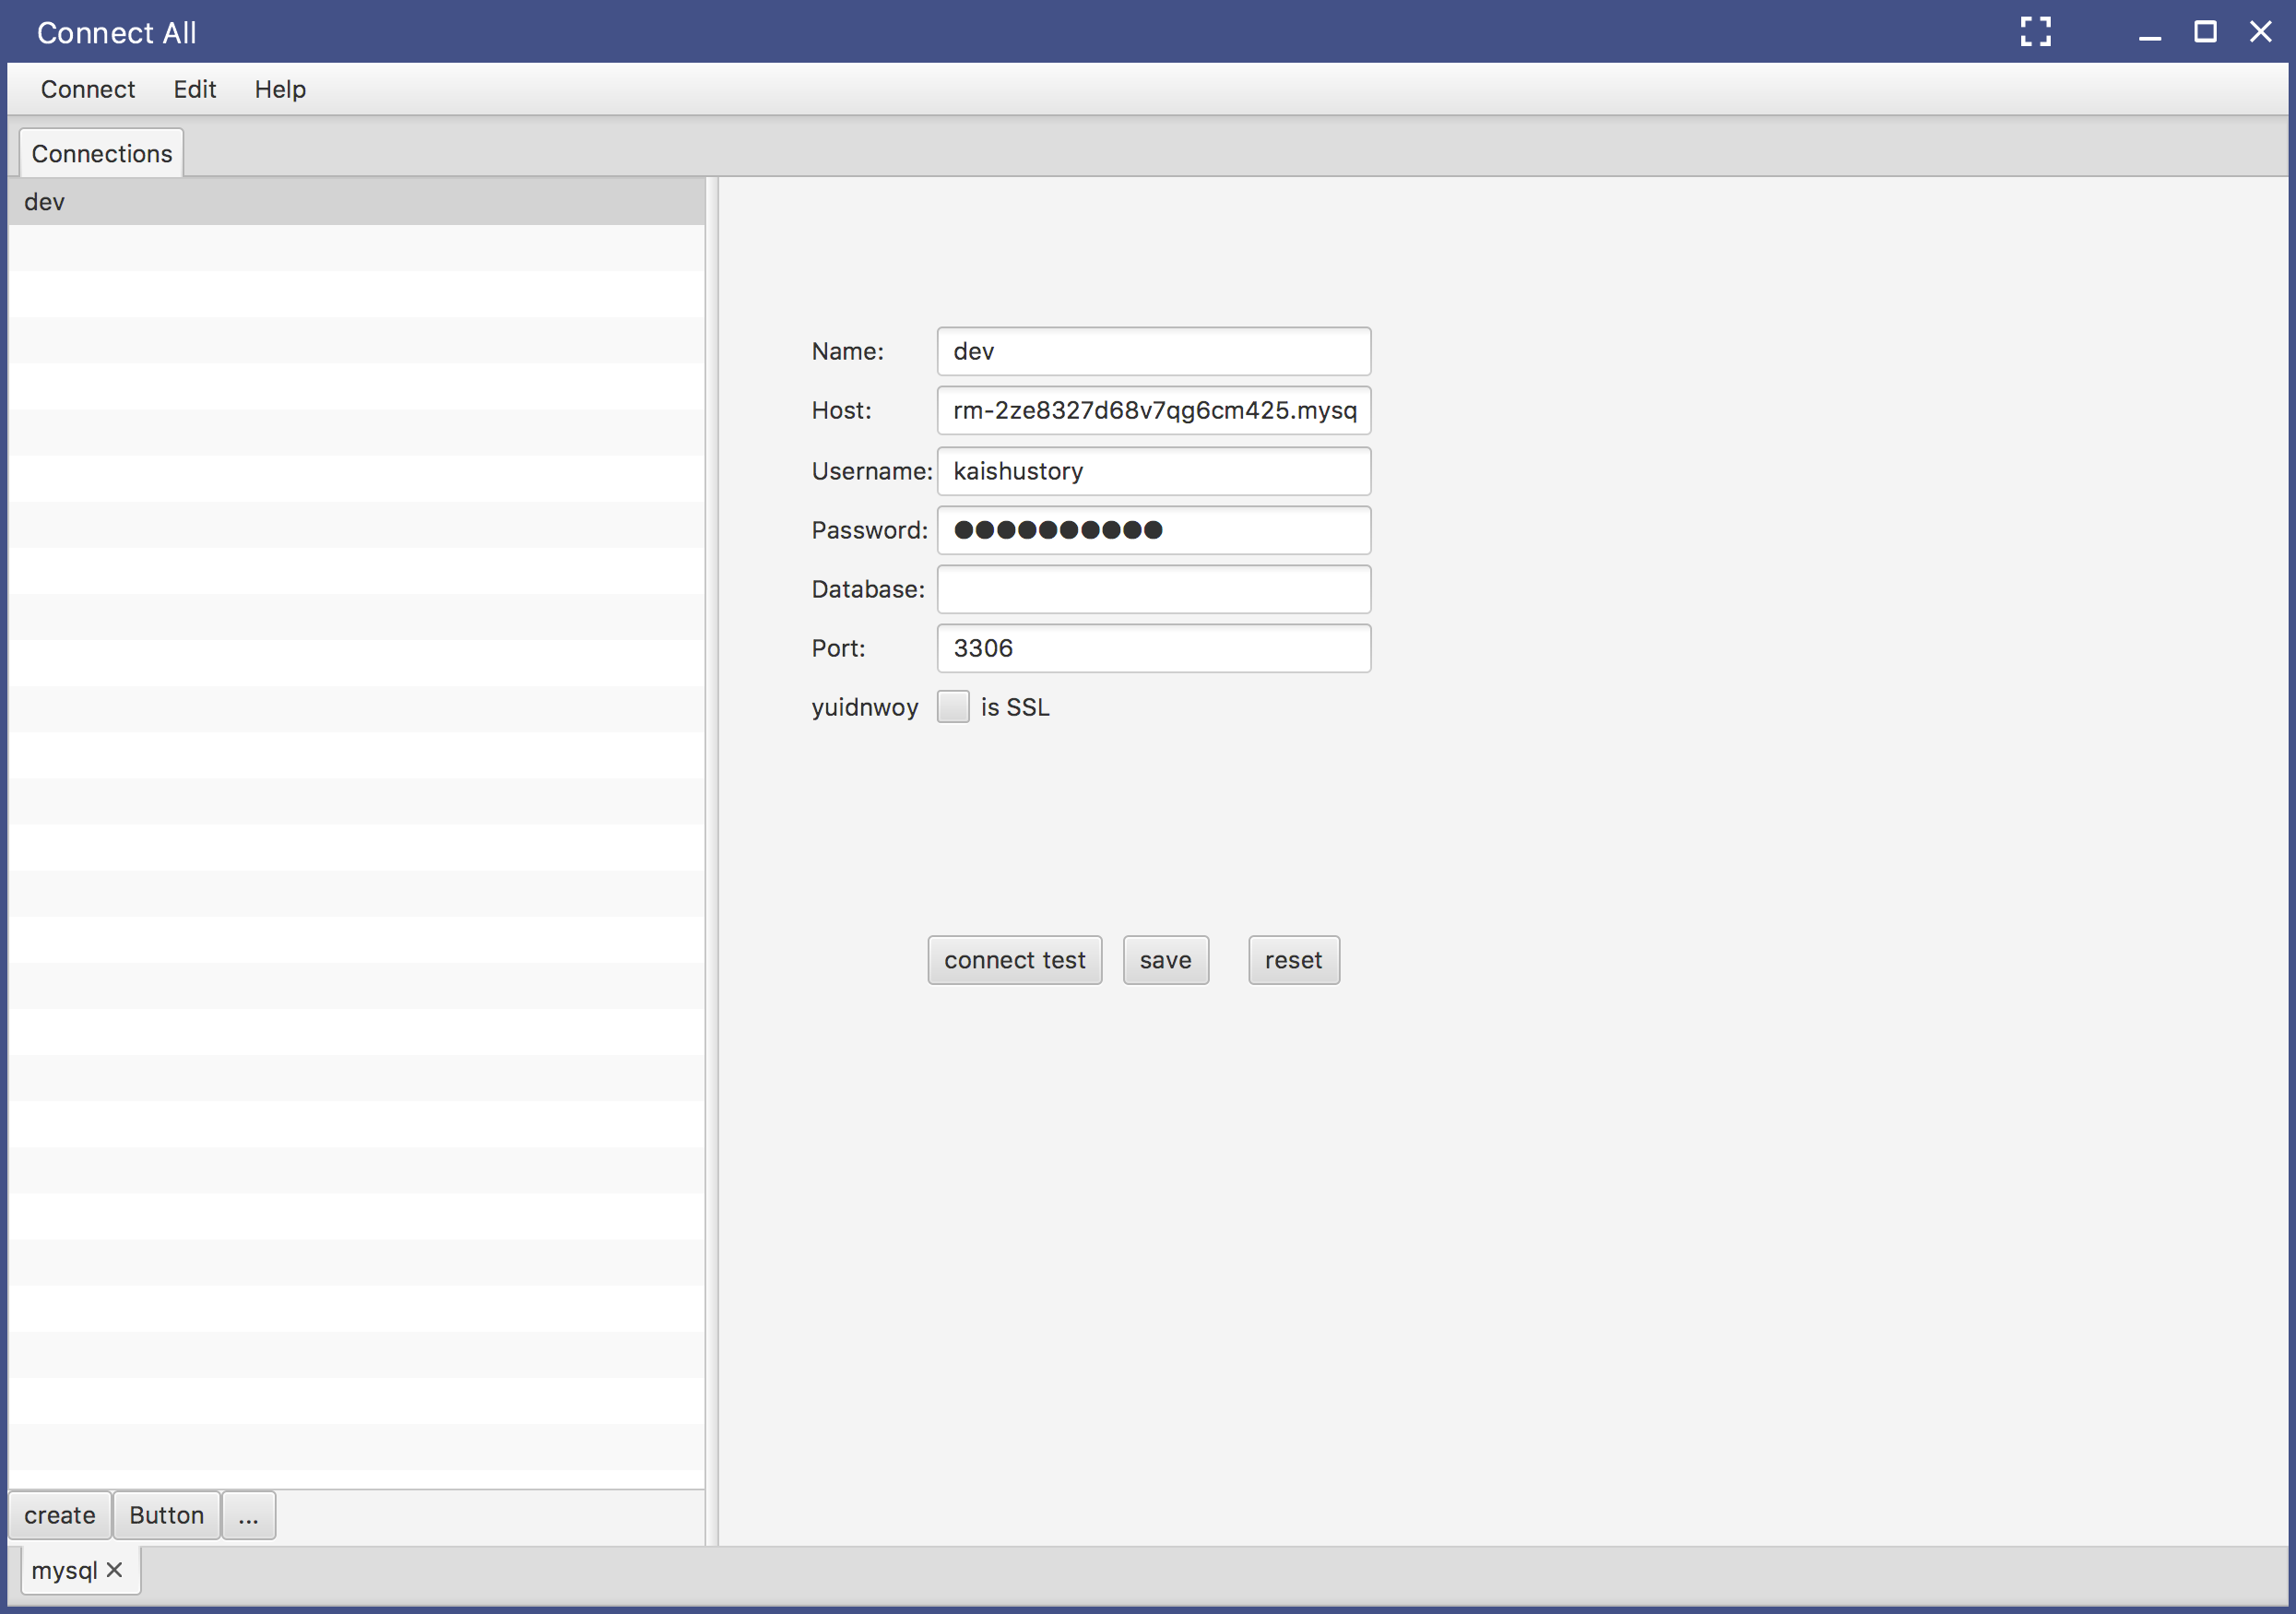 Connect All
Connect Edit Help
Connections
dev
Name: dev
Host: rm-2ze8327d68v7qg6cm425.mysq
Username: kaishustory
Password: ●●●●●●●●●●
Database:
Port: 3306
yuidnwoy is SSL
connect test save reset
create Button ...
mysql